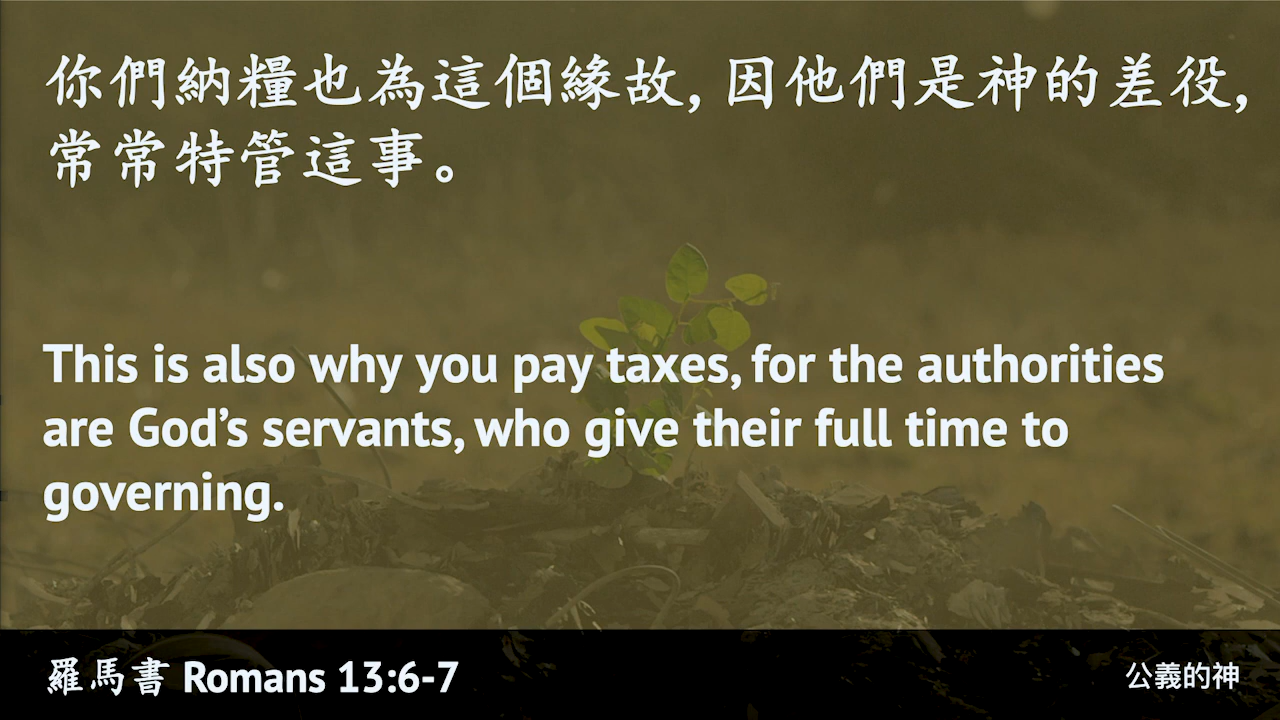 你們納糧也為這個緣故, 因他們是神的差役,
常常特管這事。
This is also why you pay taxes, for the authorities
are God’s servants, who give their full time to
governing.
羅馬書 Romans 13:6-7
公義的神